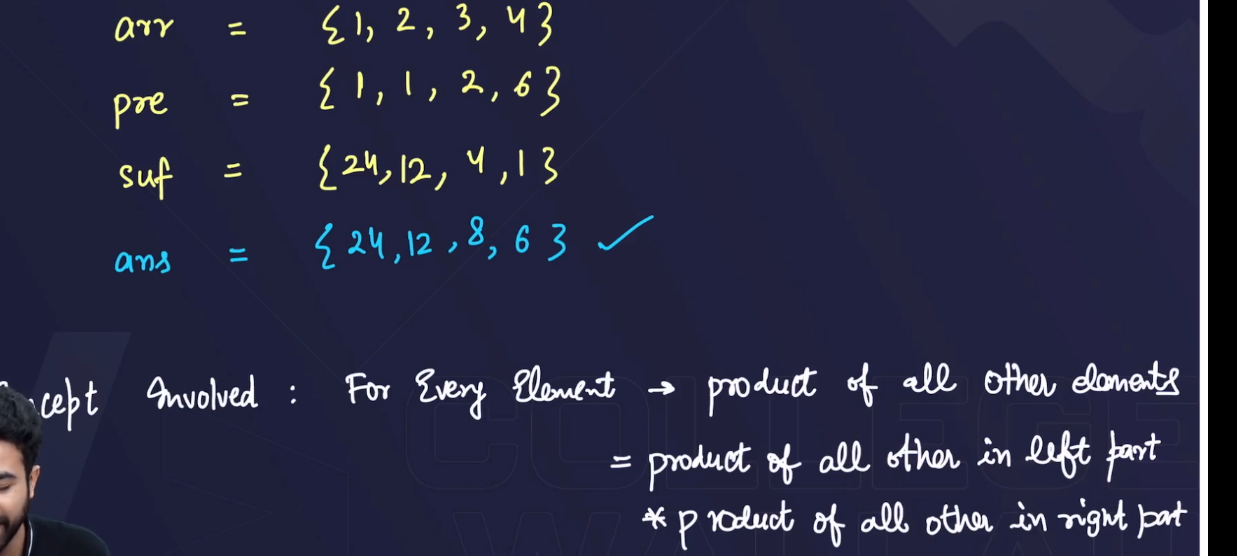 arr = {1, 2, 3, 4}
pre = {1, 1, 2, 6}
suf = {24, 12, 4, 1}
ans = {24, 12, 8, 6} ✓
cept Involved : For Every Element → product of all other elements
= product of all other in left part
* product of all other in right part
COLLEGE